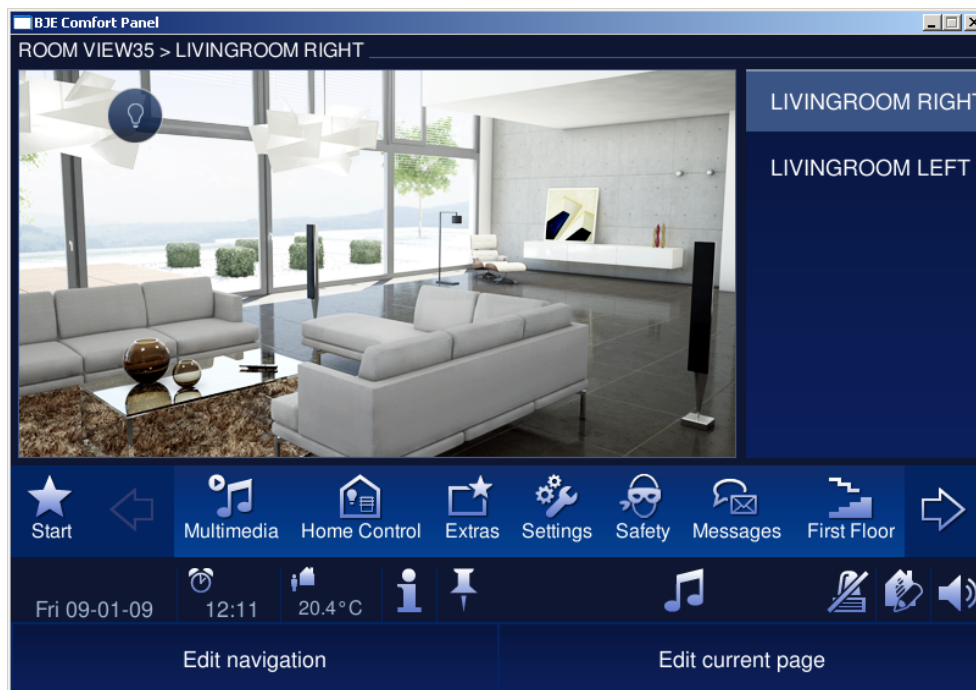 BJE Comfort Panel
ROOM VIEW35 > LIVINGROOM RIGHT
LIVINGROOM RIGHT
LIVINGROOM LEFT
Start
Multimedia
Home Control
Extras
Settings
Safety
Messages
First Floor
Fri 09-01-09
12:11
20.4°C
Edit navigation
Edit current page